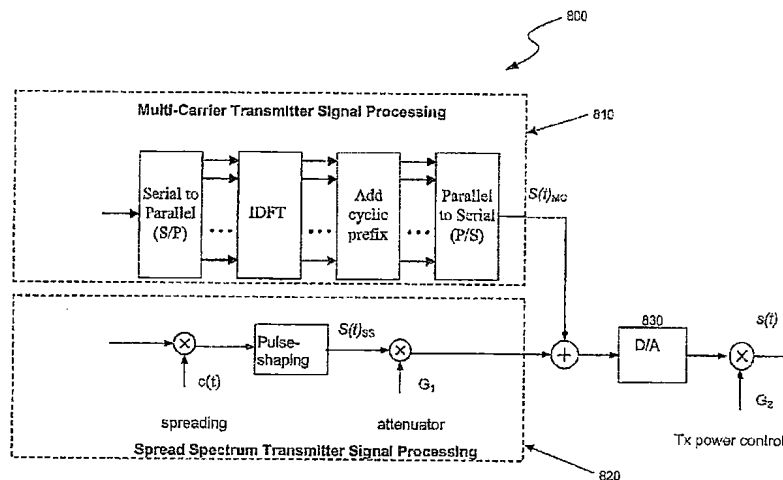 800
Multi-Carrier Transmitter Signal Processing
810
Serial to
Parallel
(S/P)
IDFT
Add
cyclic
prefix
Parallel
to Serial
(P/S)
S(t)MC
...
...
...
S(t)SS
Pulse-
shaping
c(t)
G1
spreading
attenuator
Spread Spectrum Transmitter Signal Processing
820
830
D/A
s(t)
G2
Tx power control